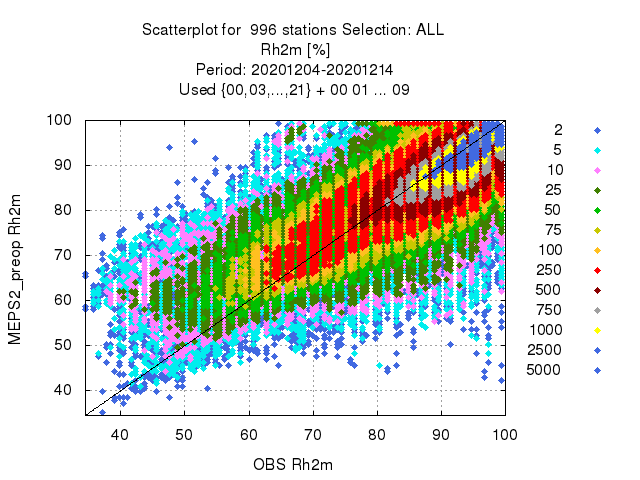 Scatterplot for  996 stations Selection: ALL
Rh2m [%]
Period: 20201204-20201214
Used {00,03,...,21} + 00 01 ... 09
MEPS2_preop Rh2m
100
90
80
70
60
50
40
40 50 60 70 80 90 100
OBS Rh2m
2
5
10
25
50
75
100
250
500
750
1000
2500
5000